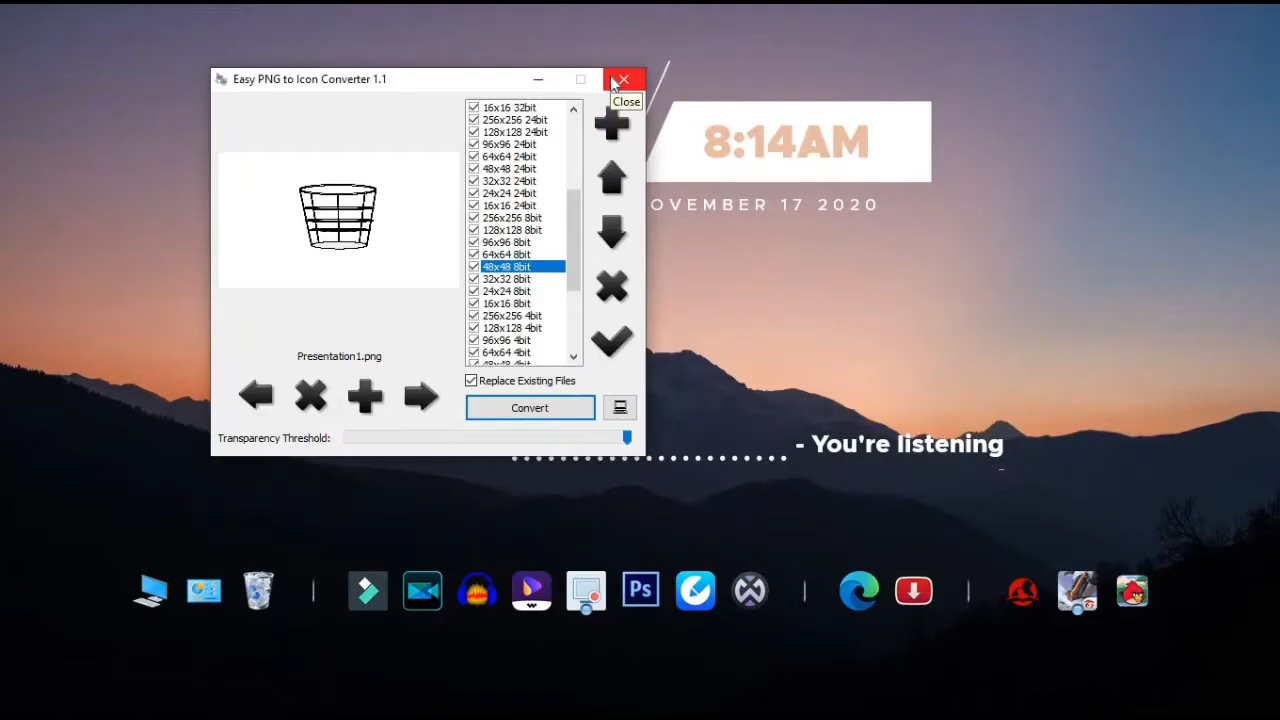 Easy PNG to Icon Converter 1.1
Close
16x16 32bit
256x256 24bit
128x128 24bit
96x96 24bit
64x64 24bit
48x48 24bit
32x32 24bit
24x24 24bit
16x16 24bit
256x256 8bit
128x128 8bit
96x96 8bit
64x64 8bit
48x48 8bit
32x32 8bit
24x24 8bit
16x16 8bit
256x256 4bit
128x128 4bit
96x96 4bit
64x64 4bit
48x48 4bit
Presentation1.png
Replace Existing Files
Convert
Transparency Threshold:
8:14AM
OVEMBER 17 2020
- You're listening
Ps